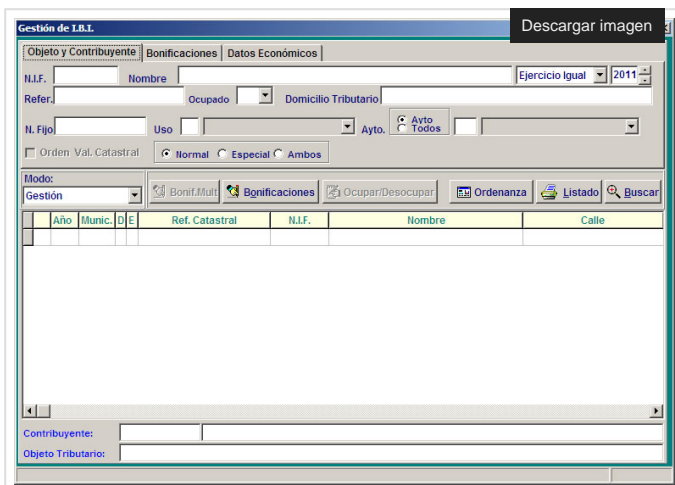 Gestión de I.B.I.
Descargar imagen
Objeto y Contribuyente Bonificaciones Datos Económicos
N.I.F. Nombre Ejercicio Igual 2011
Refer. Ocupado Domicilio Tributario
N. Fijo Uso Ayto. Ayto Todos
Orden Val. Catastral Normal Especial Ambos
Modo:
Gestión Bonif.Mult Bonificaciones Ocupar/Desocupar Ordenanza Listado Buscar
Año Munic. D E Ref. Catastral N.I.F. Nombre Calle
Contribuyente:
Objeto Tributario: